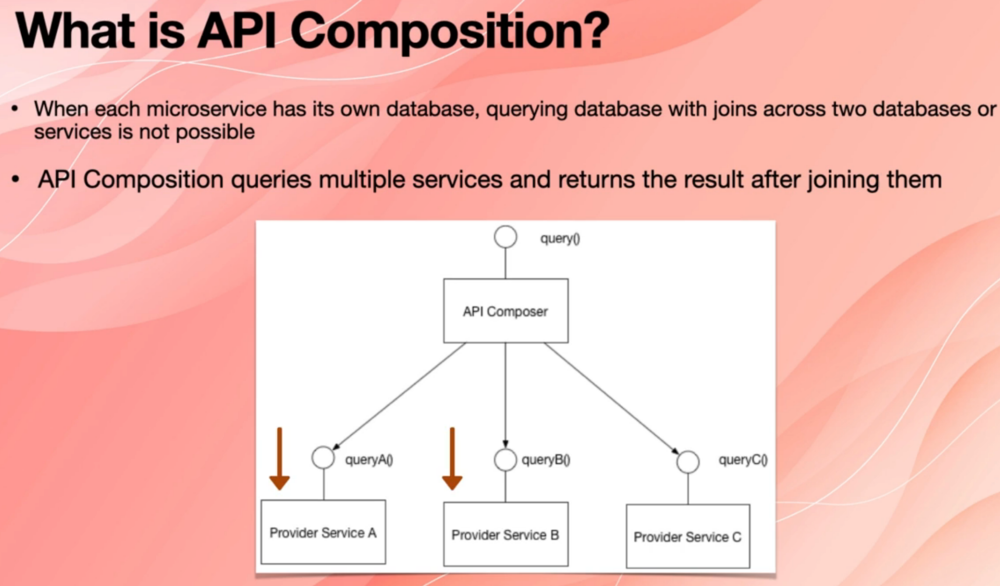 What is API Composition?
• When each microservice has its own database, querying database with joins across two databases or
services is not possible
• API Composition queries multiple services and returns the result after joining them
query()
API Composer
queryA()
queryB()
queryC()
Provider Service A
Provider Service B
Provider Service C